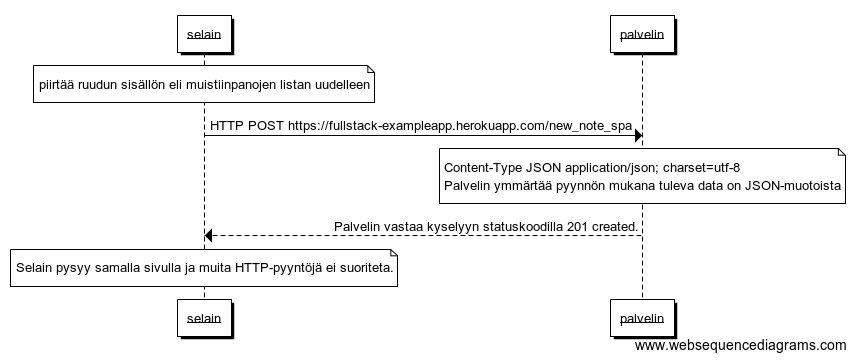 selain
palvelin
piirtää ruudun sisällön eli muistiinpanojen listan uudelleen
HTTP POST https://fullstack-exampleapp.herokuapp.com/new_note_spa
Content-Type JSON application/json; charset=utf-8
Palvelin ymmärtää pyynnön mukana tuleva data on JSON-muotoista
Palvelin vastaa kyselyyn statuskoodilla 201 created.
Selain pysyy samalla sivulla ja muita HTTP-pyyntöjä ei suoriteta.
selain
palvelin
www.websequencediagrams.com